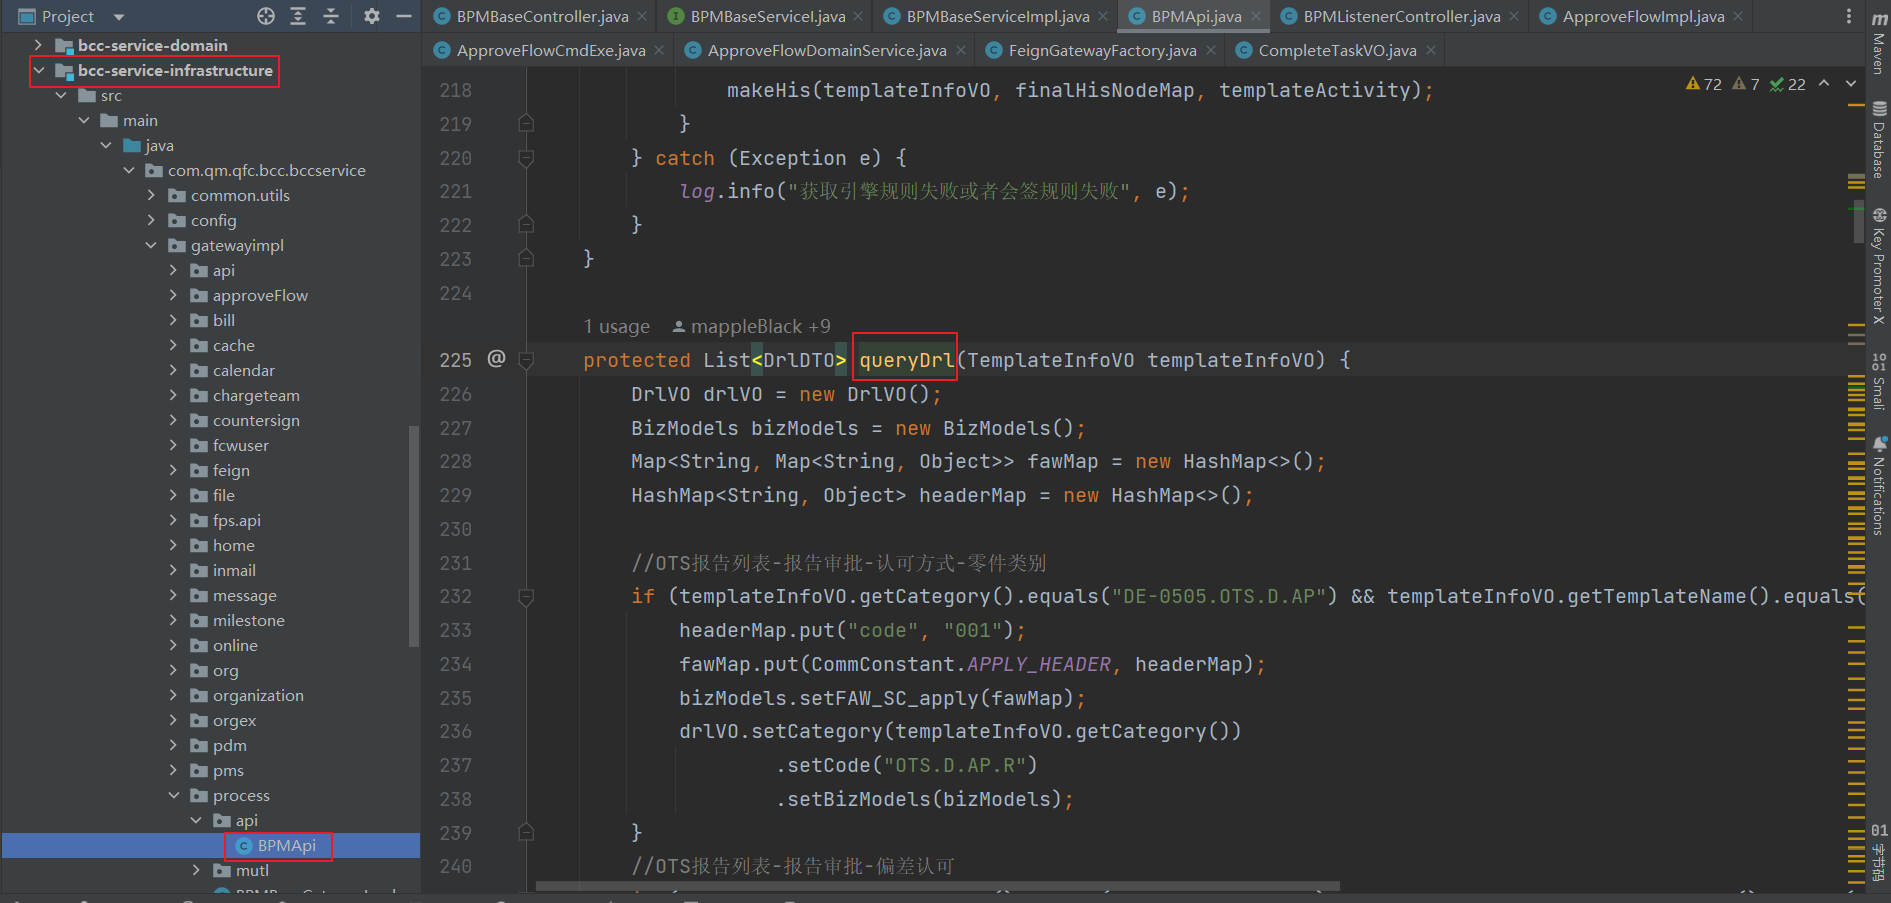 Project
BPMBaseController.java
BPMBaseServiceI.java
BPMBaseServiceImpl.java
BPMApi.java
BPMListenerController.java
ApproveFlowImpl.java
ApproveFlowCmdExe.java
ApproveFlowDomainService.java
FeignGatewayFactory.java
CompleteTaskVO.java
bcc-service-domain
bcc-service-infrastructure
src
main
java
com.qm.qfc.bcc.bccservice
common.utils
config
gatewayimpl
api
approveFlow
bill
cache
calendar
chargeteam
countersign
fcwuser
feign
file
fps.api
home
inmail
message
milestone
online
org
organization
orgex
pdm
pms
process
api
BPMApi
mutl
72 7 22
218 makeHis(templateInfoVO, finalHisNodeMap, templateActivity);
219 }
220 } catch (Exception e) {
221 log.info("获取引擎规则失败或者会签规则失败", e);
222 }
223 }
224
1 usage mappleBlack +9
225 @ protected List<DrlDTO> queryDrl(TemplateInfoVO templateInfoVO) {
226 DrlVO drlVO = new DrlVO();
227 BizModels bizModels = new BizModels();
228 Map<String, Map<String, Object>> fawMap = new HashMap<>();
229 HashMap<String, Object> headerMap = new HashMap<>();
230
231 //OTS报告列表-报告审批-认可方式-零件类别
232 if (templateInfoVO.getCategory().equals("DE-0505.OTS.D.AP") && templateInfoVO.getTemplateName().equals(
233 headerMap.put("code", "001");
234 fawMap.put(CommConstant.APPLY_HEADER, headerMap);
235 bizModels.setFAW_SC_apply(fawMap);
236 drlVO.setCategory(templateInfoVO.getCategory())
237 .setCode("OTS.D.AP.R")
238 .setBizModels(bizModels);
239 }
240 //OTS报告列表-报告审批-偏差认可
m
Maven
Database
Key Promoter X
Smali
Notifications
字节码